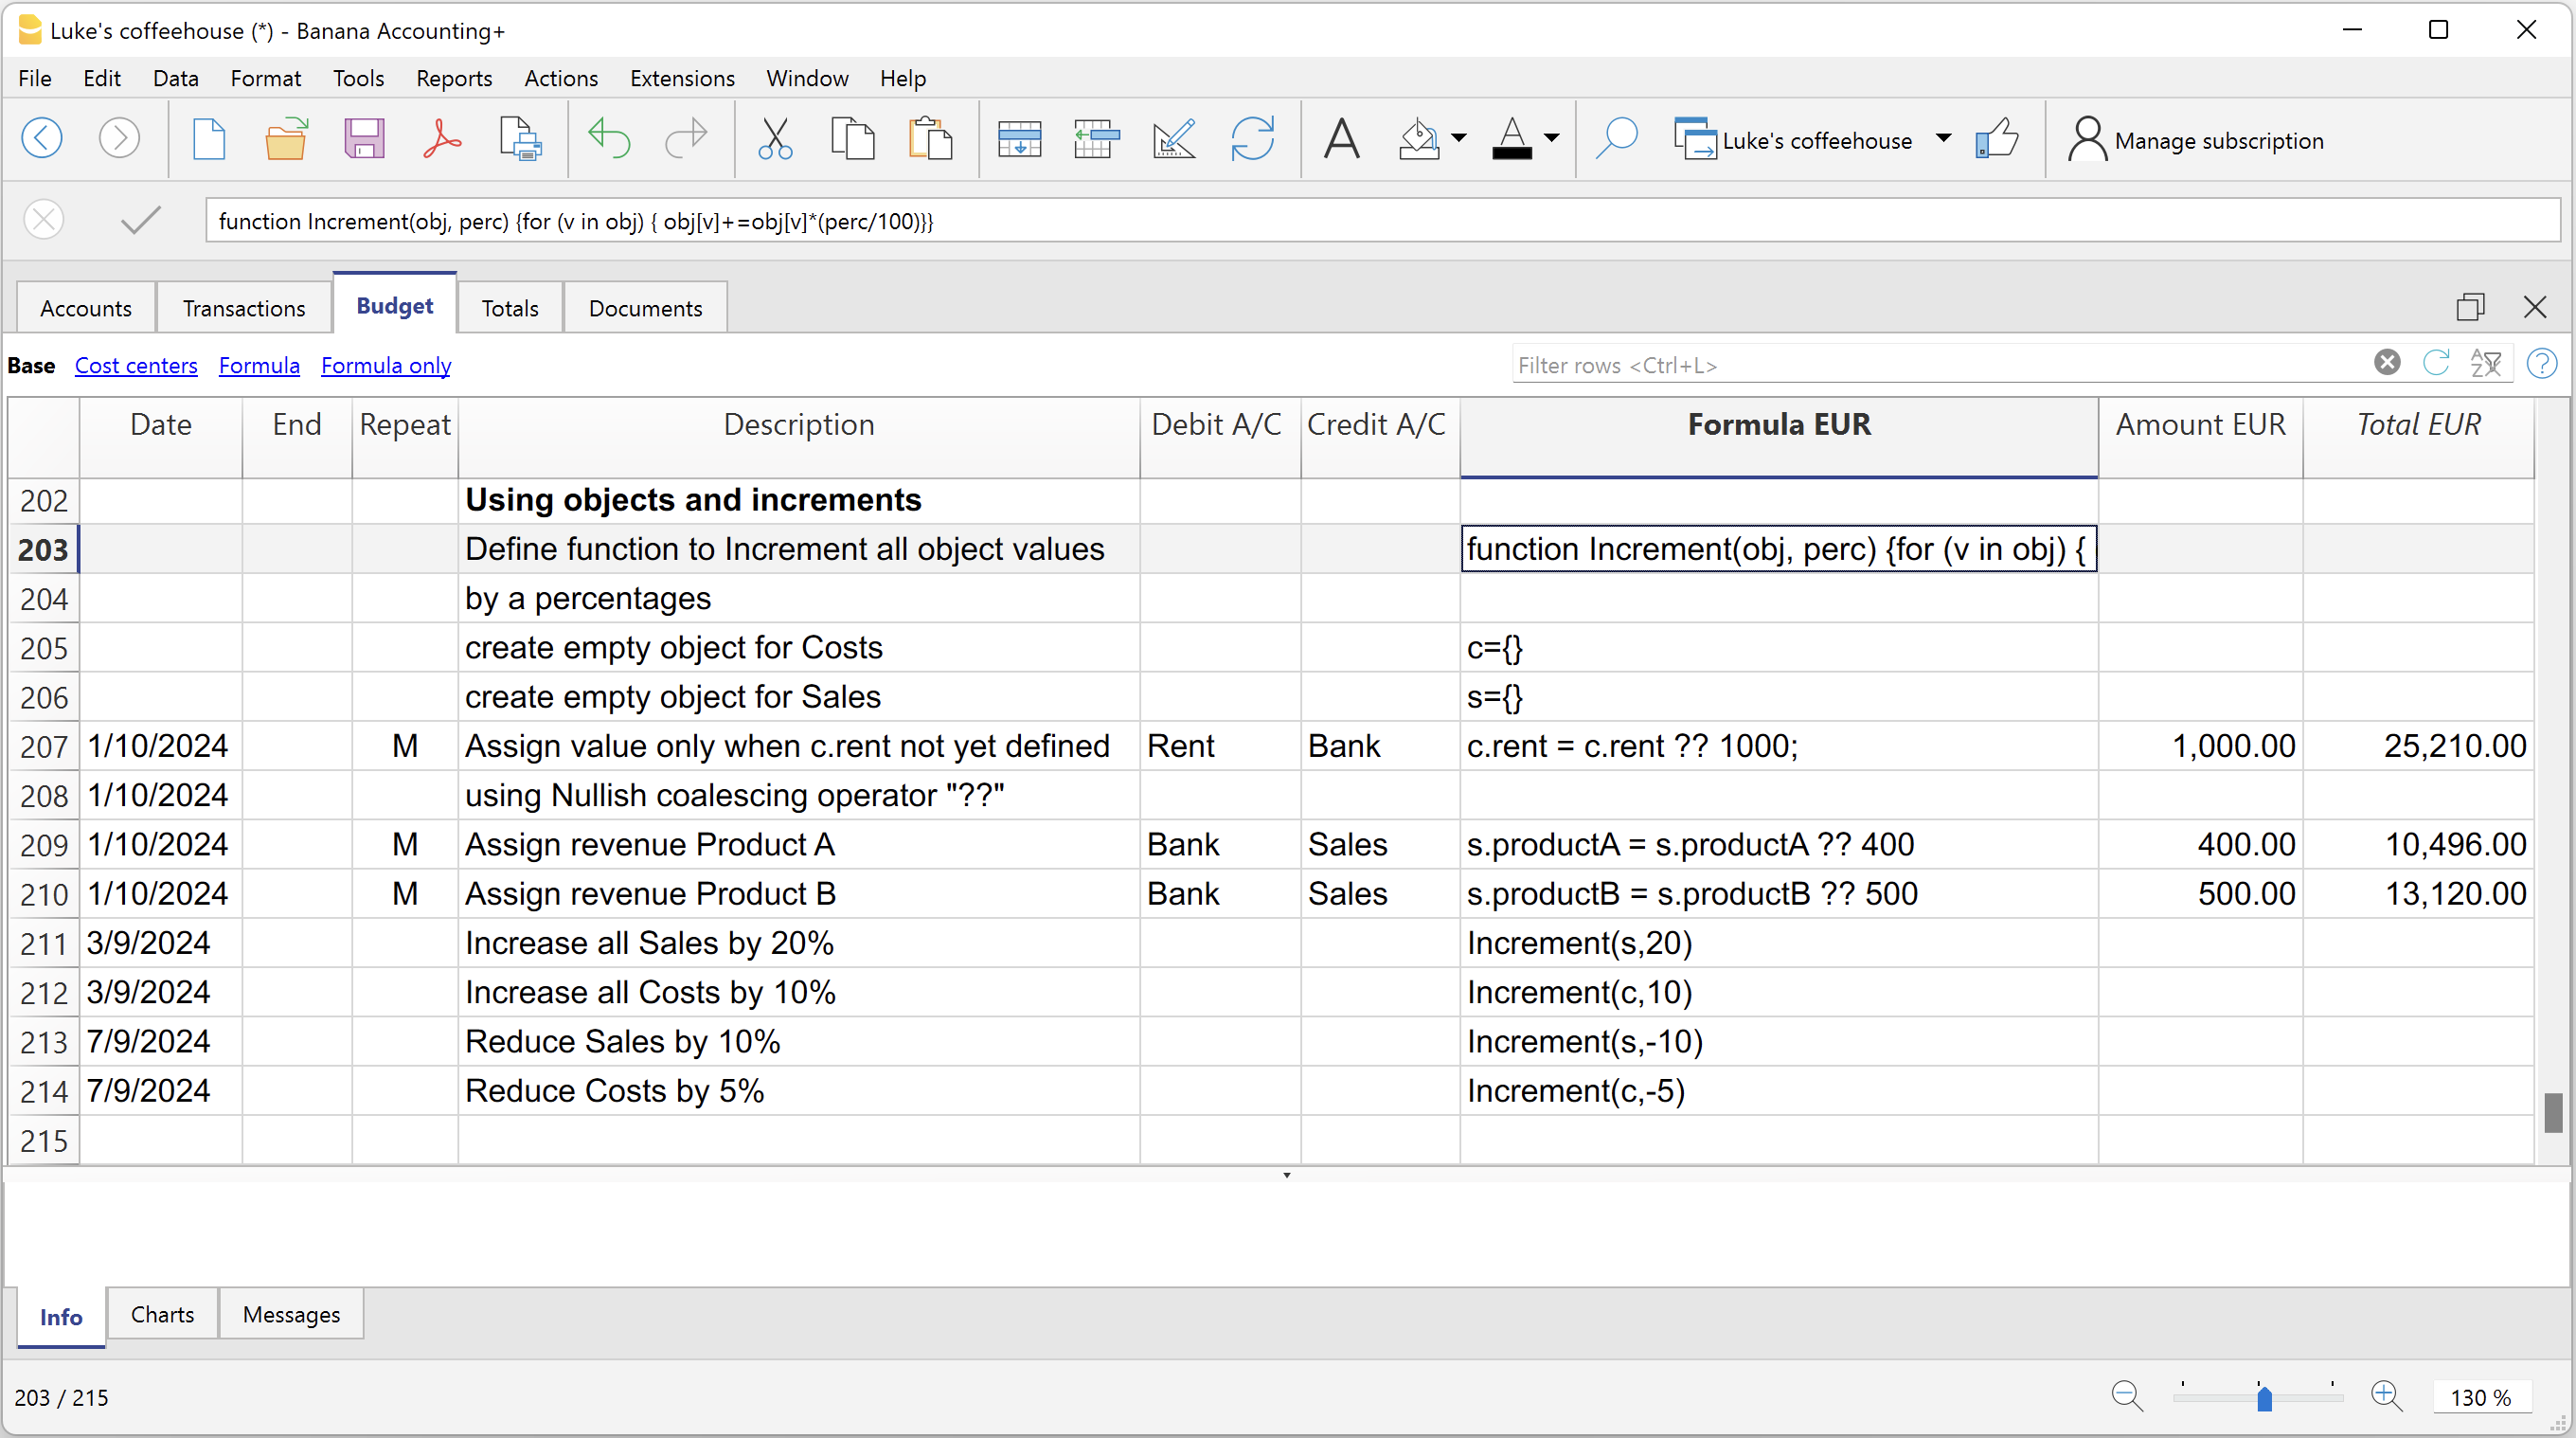 Luke's coffeehouse (*) - Banana Accounting+
File Edit Data Format Tools Reports Actions Extensions Window Help
Luke's coffeehouse Manage subscription
function Increment(obj, perc) {for (v in obj) { obj[v]+=obj[v]*(perc/100)}}
Accounts Transactions Budget Totals Documents
Base Cost centers Formula Formula only Filter rows <Ctrl+L>
Date End Repeat Description Debit A/C Credit A/C Formula EUR Amount EUR Total EUR
202 Using objects and increments
203 Define function to Increment all object values function Increment(obj, perc) {for (v in obj) {
204 by a percentages
205 create empty object for Costs c={}
206 create empty object for Sales s={}
207 1/10/2024 M Assign value only when c.rent not yet defined Rent Bank c.rent = c.rent ?? 1000; 1,000.00 25,210.00
208 1/10/2024 using Nullish coalescing operator "??"
209 1/10/2024 M Assign revenue Product A Bank Sales s.productA = s.productA ?? 400 400.00 10,496.00
210 1/10/2024 M Assign revenue Product B Bank Sales s.productB = s.productB ?? 500 500.00 13,120.00
211 3/9/2024 Increase all Sales by 20% Increment(s,20)
212 3/9/2024 Increase all Costs by 10% Increment(c,10)
213 7/9/2024 Reduce Sales by 10% Increment(s,-10)
214 7/9/2024 Reduce Costs by 5% Increment(c,-5)
215
Info Charts Messages
203 / 215 130 %